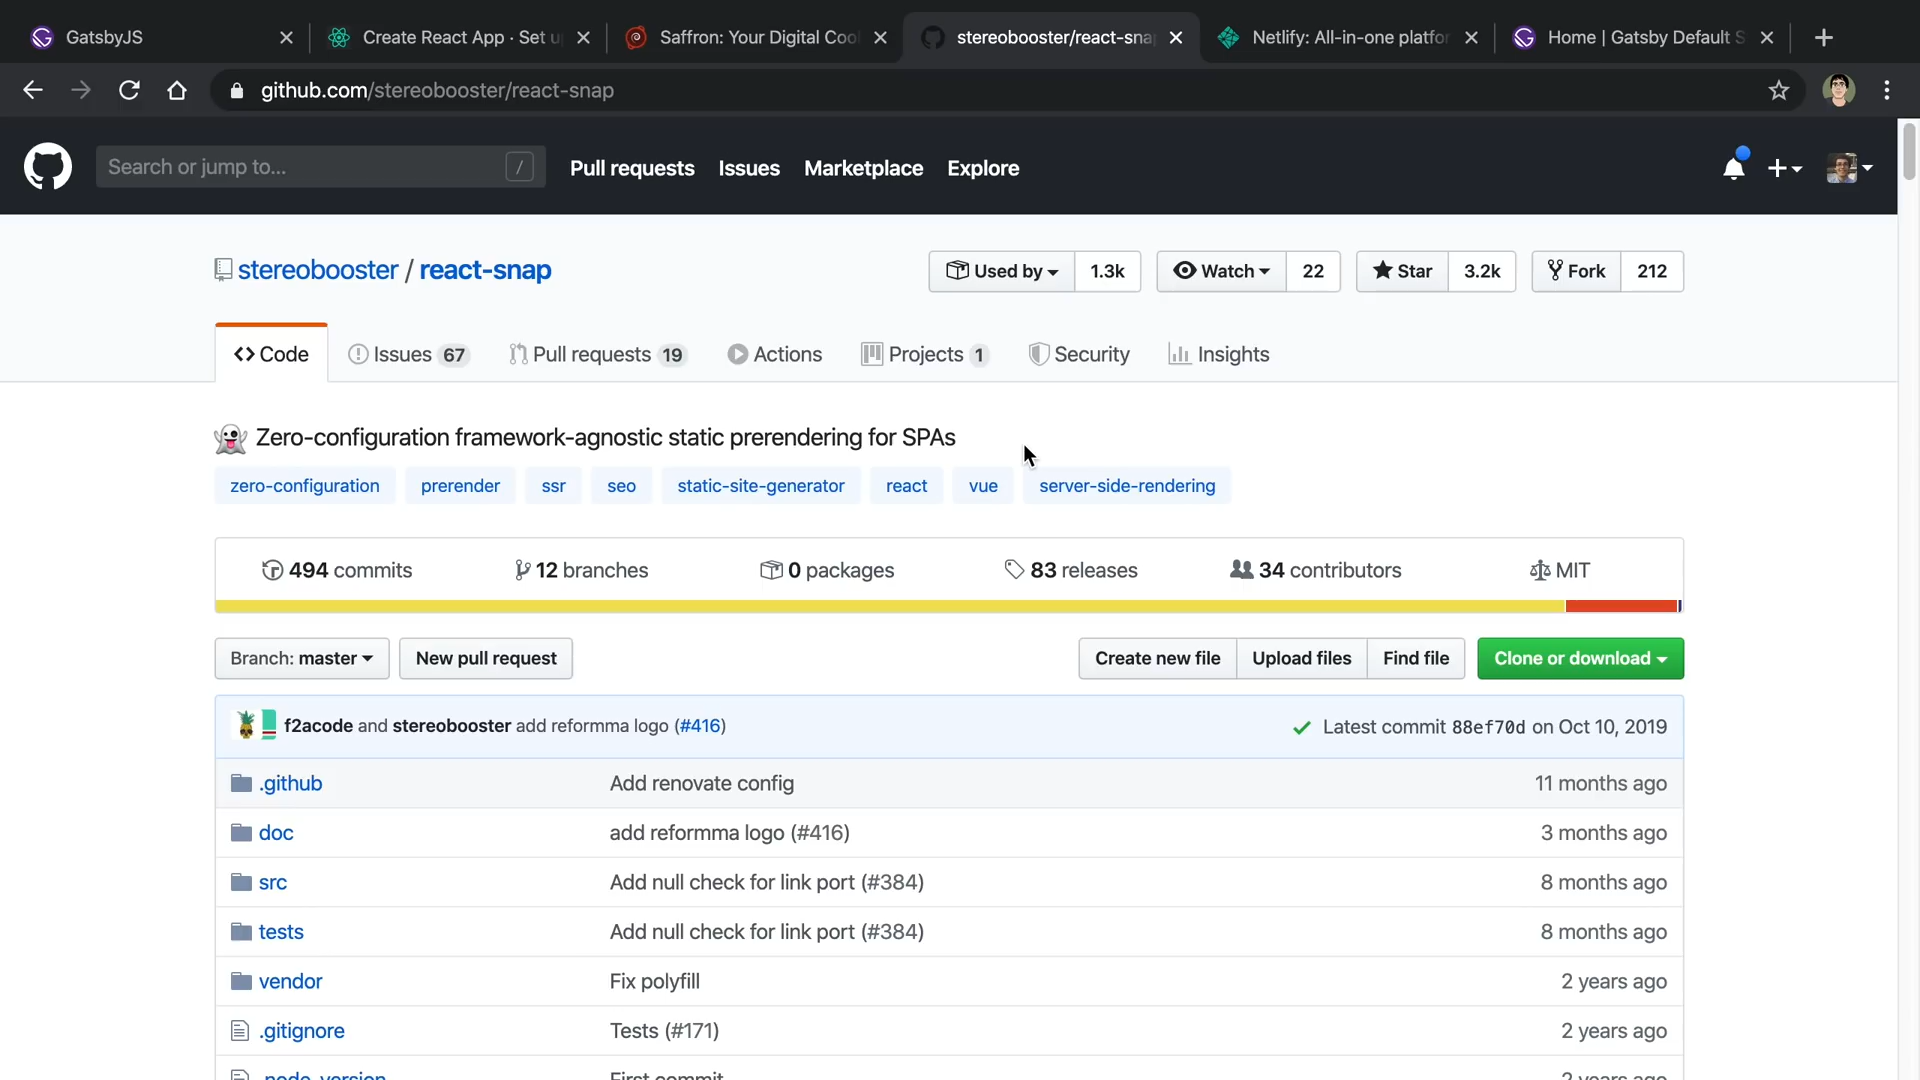 GatsbyJS
Create React App · Set u
Saffron: Your Digital Coo
stereobooster/react-sna
Netlify: All-in-one platfor
Home | Gatsby Default S
github.com/stereobooster/react-snap
Search or jump to...
/
Pull requests
Issues
Marketplace
Explore
stereobooster / react-snap
Used by
1.3k
Watch
22
Star
3.2k
Fork
212
Code
Issues 67
Pull requests 19
Actions
Projects 1
Security
Insights
Zero-configuration framework-agnostic static prerendering for SPAs
zero-configuration
prerender
ssr
seo
static-site-generator
react
vue
server-side-rendering
494 commits
12 branches
0 packages
83 releases
34 contributors
MIT
Branch: master
New pull request
Create new file
Upload files
Find file
Clone or download
f2acode and stereobooster add reformma logo (#416)
Latest commit 88ef70d on Oct 10, 2019
.github
Add renovate config
11 months ago
doc
add reformma logo (#416)
3 months ago
src
Add null check for link port (#384)
8 months ago
tests
Add null check for link port (#384)
8 months ago
vendor
Fix polyfill
2 years ago
.gitignore
Tests (#171)
2 years ago
.node-version
First commit
2 years ago